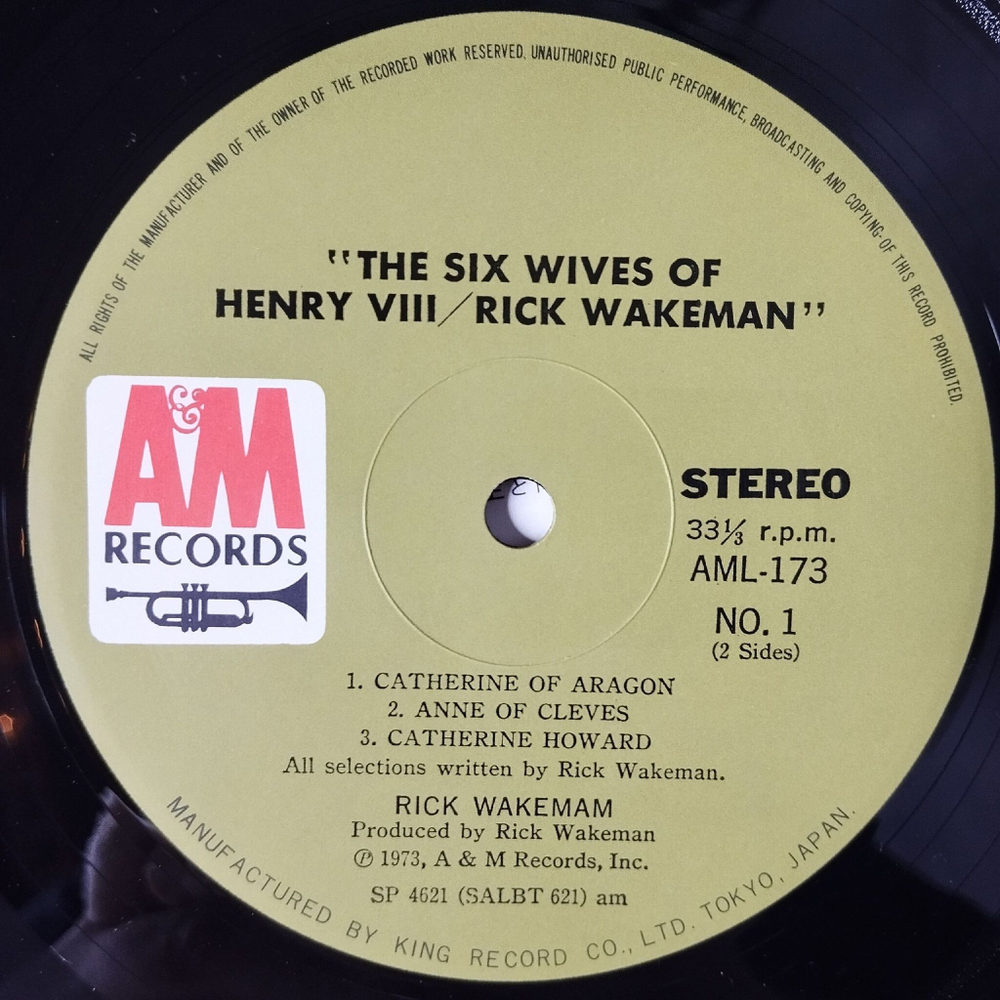 ALL RIGHTS OF THE MANUFACTURER AND OF THE OWNER OF THE RECORDED WORK RESERVED. UNAUTHORISED PUBLIC PERFORMANCE, BROADCASTING AND COPYING· OF THIS RECORD PROHIBITED.
"THE SIX WIVES OF
HENRY VIII/RICK WAKEMAN"
A&M
RECORDS
STEREO
33⅓ r.p.m.
AML-173
NO. 1
(2 Sides)
1. CATHERINE OF ARAGON
2. ANNE OF CLEVES
3. CATHERINE HOWARD
All selections written by Rick Wakeman.
RICK WAKEMAM
Produced by Rick Wakeman
℗ 1973, A & M Records, Inc.
SP 4621 (SALBT 621) am
MANUFACTURED BY KING RECORD CO., LTD. TOKYO, JAPAN.